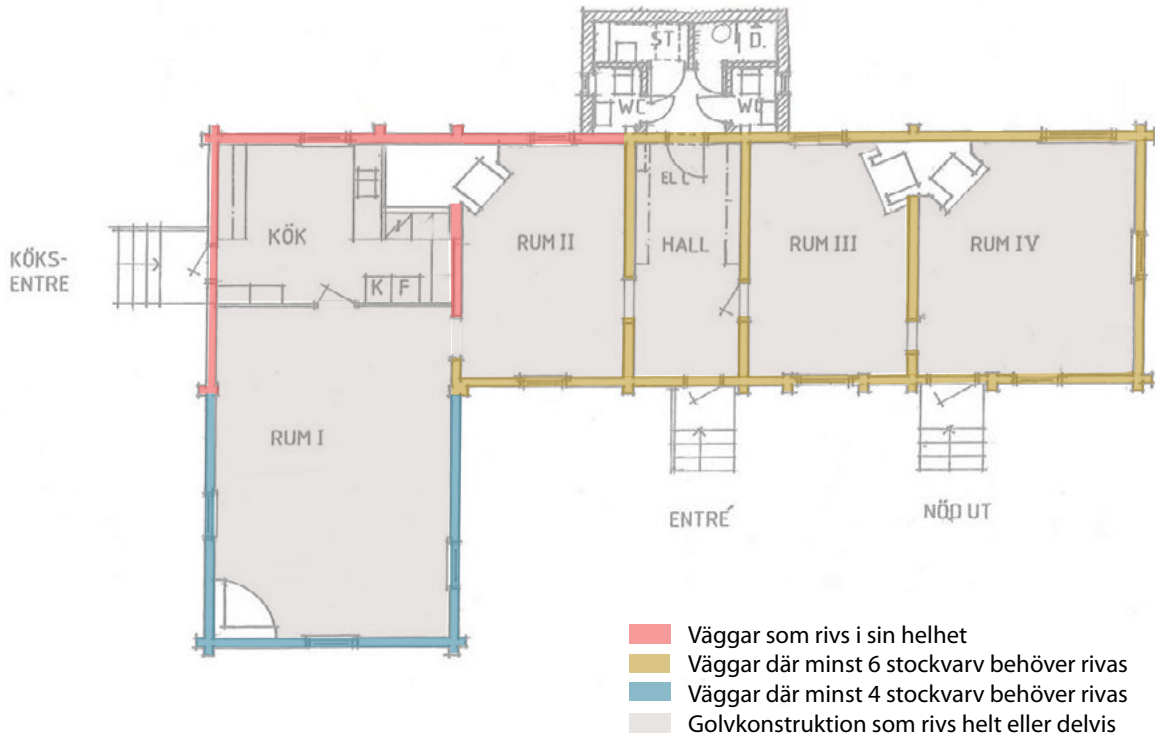 ST
D.
WC
WC
EL C
KÖK
RUM II
HALL
RUM III
RUM IV
KÖKS-
ENTRE
K F
RUM I
ENTRÉ
NÖD UT
Väggar som rivs i sin helhet
Väggar där minst 6 stockvarv behöver rivas
Väggar där minst 4 stockvarv behöver rivas
Golvkonstruktion som rivs helt eller delvis